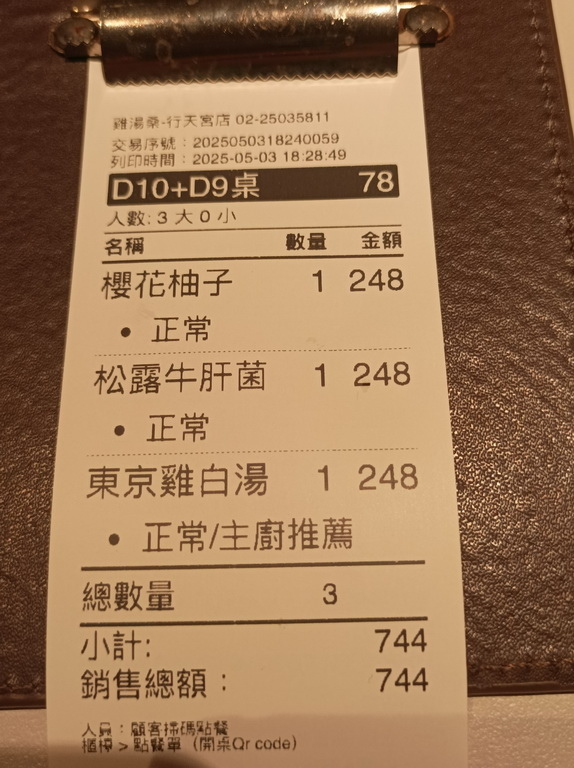 雞湯桑-行天宮店 02-25035811
交易序號：2025050318240059
列印時間：2025-05-03 18:28:49
D10+D9桌 78
人數: 3 大 0 小
名稱 數量 金額
櫻花柚子 1 248
• 正常
松露牛肝菌 1 248
• 正常
東京雞白湯 1 248
• 正常/主廚推薦
總數量 3
小計: 744
銷售總額： 744
人員：顧客掃碼點餐
櫃檯 > 點餐單（開桌Qr code）